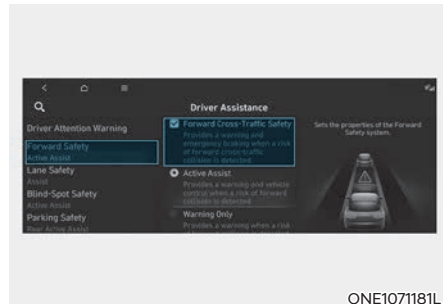 Driver Assistance
Driver Attention Warning
Forward Safety
Active Assist
Lane Safety
Assist
Blind-Spot Safety
Active Assist
Parking Safety
Rear Active Assist
Forward Cross-Traffic Safety
Provides a warning and
emergency braking when a risk
of forward cross-traffic
collision is detected
Active Assist
Provides a warning and vehicle
control when a risk of forward
collision is detected
Warning Only
Provides a warning when a risk
Sets the properties of the Forward
Safety system.
ONE1071181L